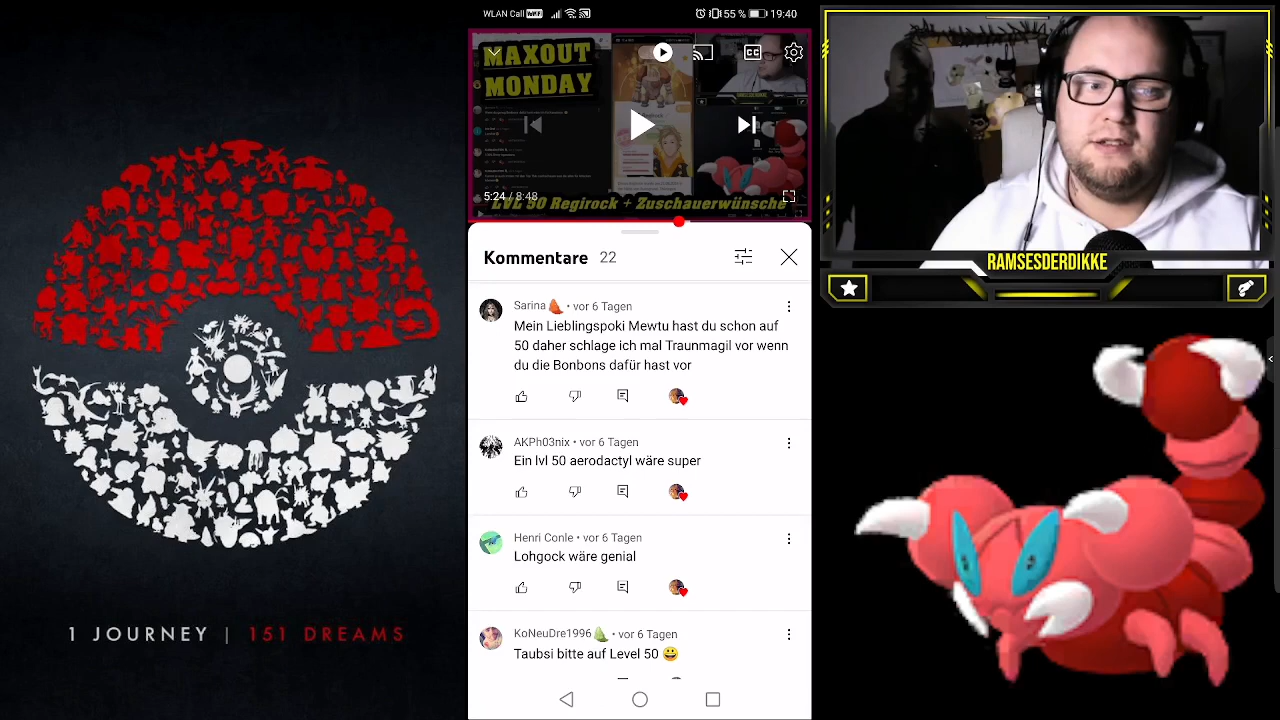 1 JOURNEY | 151 DREAMS
WLAN Call WiFi 55 % 19:40
MAXOUT
MONDAY
CC
5:24 / 8:48
LVL 50 Regirock + Zuschauerwünsche
Kommentare 22
Sarina • vor 6 Tagen
Mein Lieblingspoki Mewtu hast du schon auf
50 daher schlage ich mal Traunmagil vor wenn
du die Bonbons dafür hast vor
AKPh03nix • vor 6 Tagen
Ein lvl 50 aerodactyl wäre super
Henri Conle • vor 6 Tagen
Lohgock wäre genial
KoNeuDre1996 • vor 6 Tagen
Taubsi bitte auf Level 50 😀
RAMSESDERDIKKE